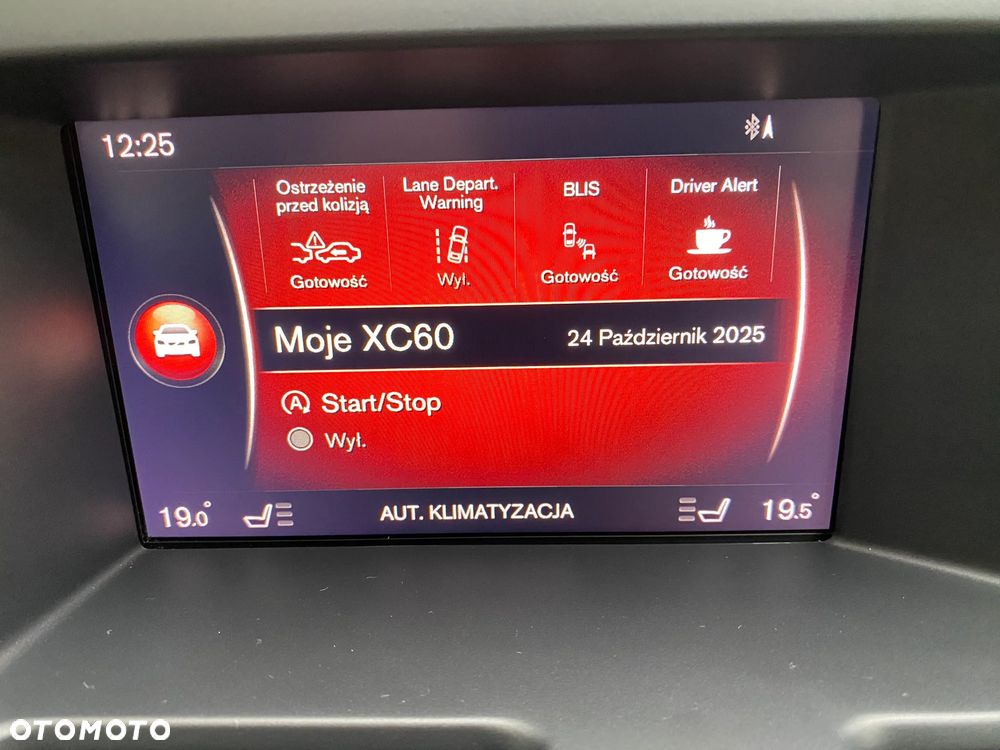 12:25
Ostrzeżenie
przed kolizją
Gotowość
Lane Depart.
Warning
Wył.
BLIS
Gotowość
Driver Alert
Gotowość
Moje XC60
24 Październik 2025
A Start/Stop
Wył.
19.0°
AUT. KLIMATYZACJA
19.5°
OTOMOTO